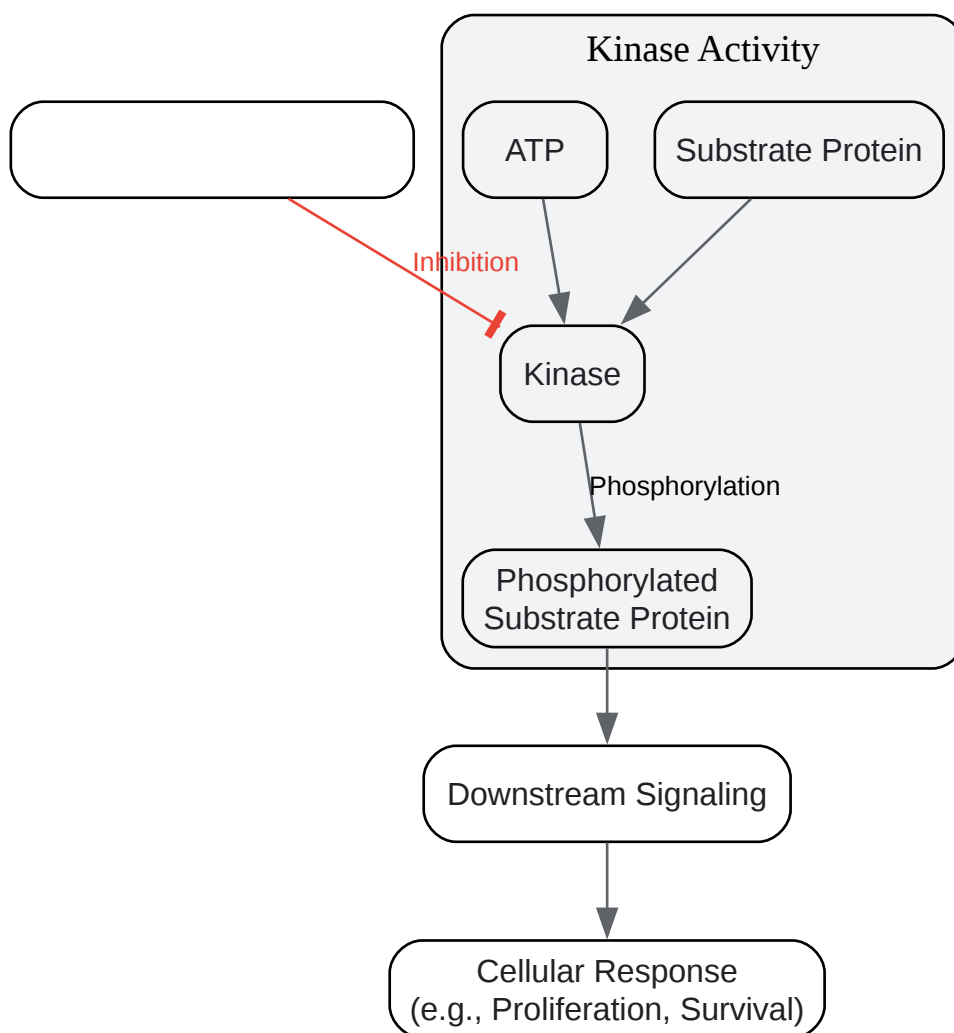 Kinase Activity
ATP
Substrate Protein
Inhibition
Kinase
Phosphorylation
Phosphorylated
Substrate Protein
Downstream Signaling
Cellular Response
(e.g., Proliferation, Survival)